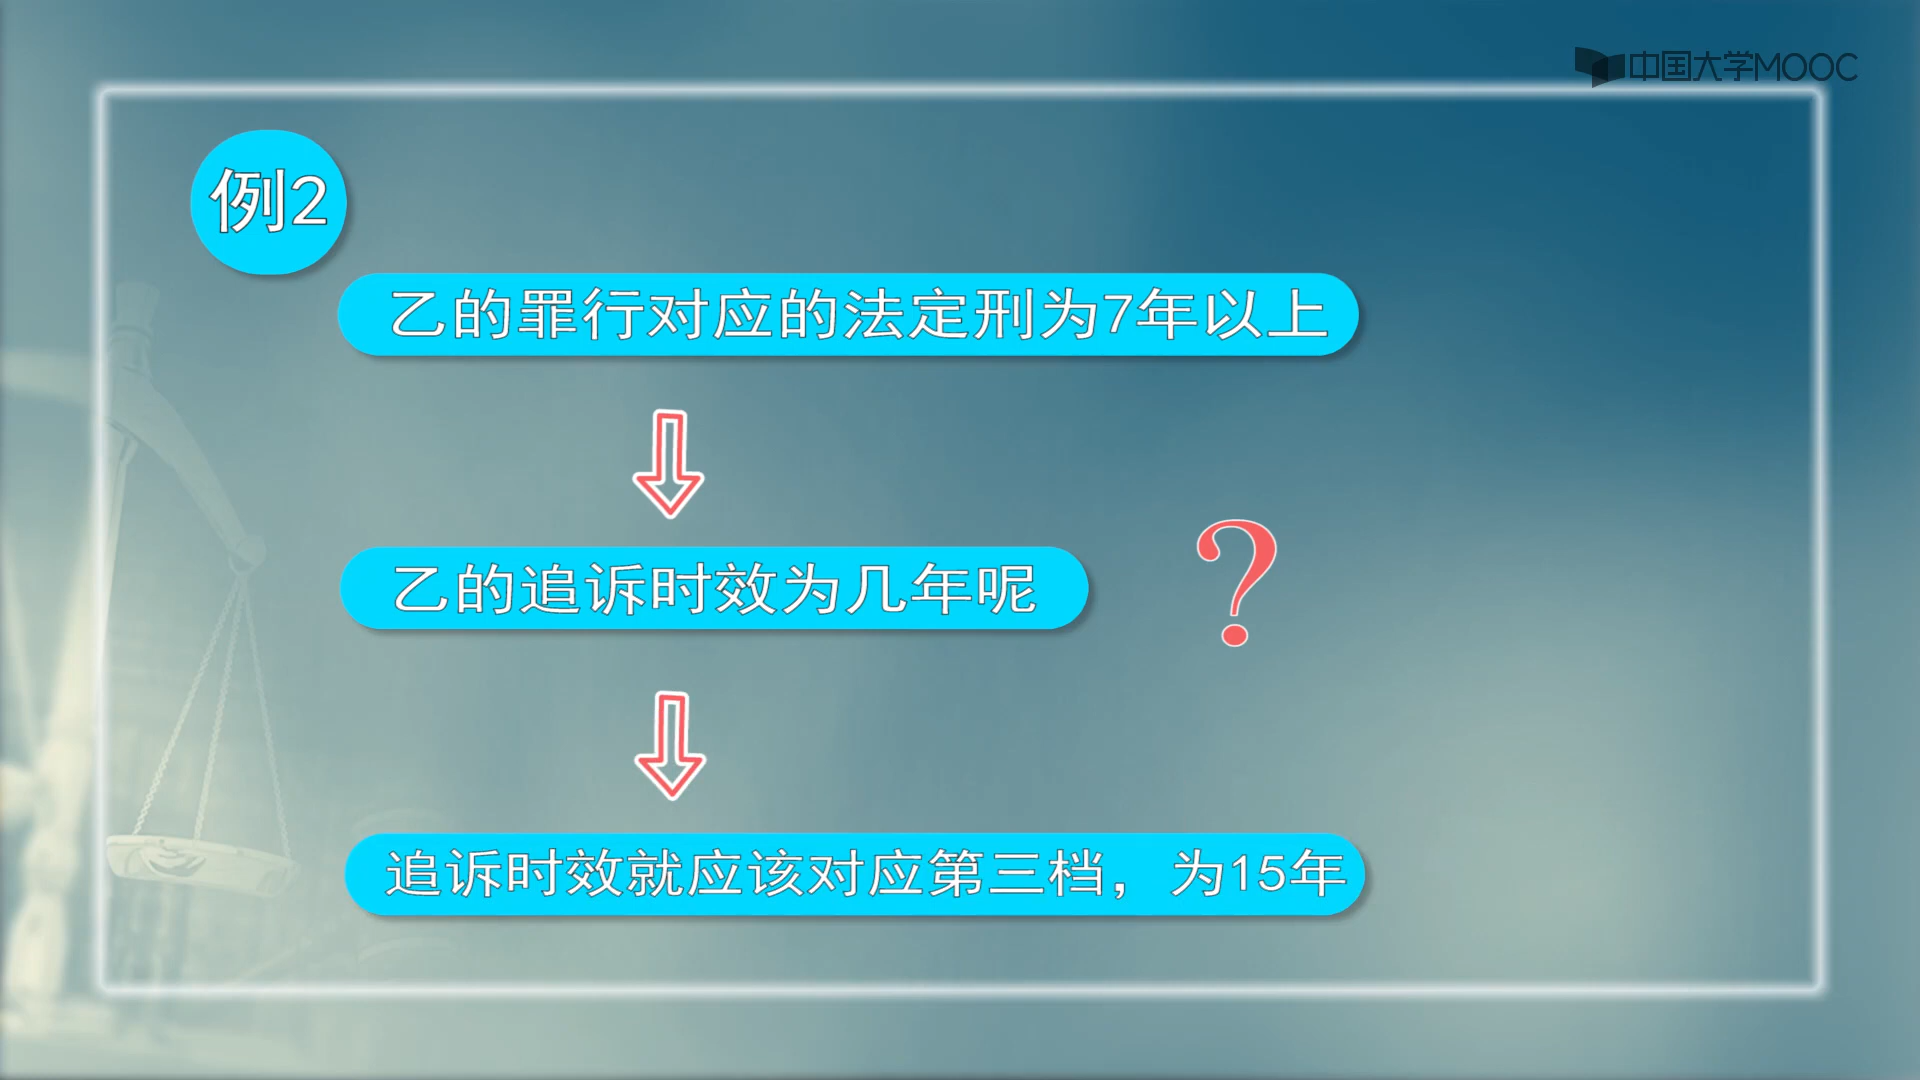 中国大学MOOC
例2
乙的罪行对应的法定刑为7年以上
乙的追诉时效为几年呢
?
追诉时效就应该对应第三档，为15年